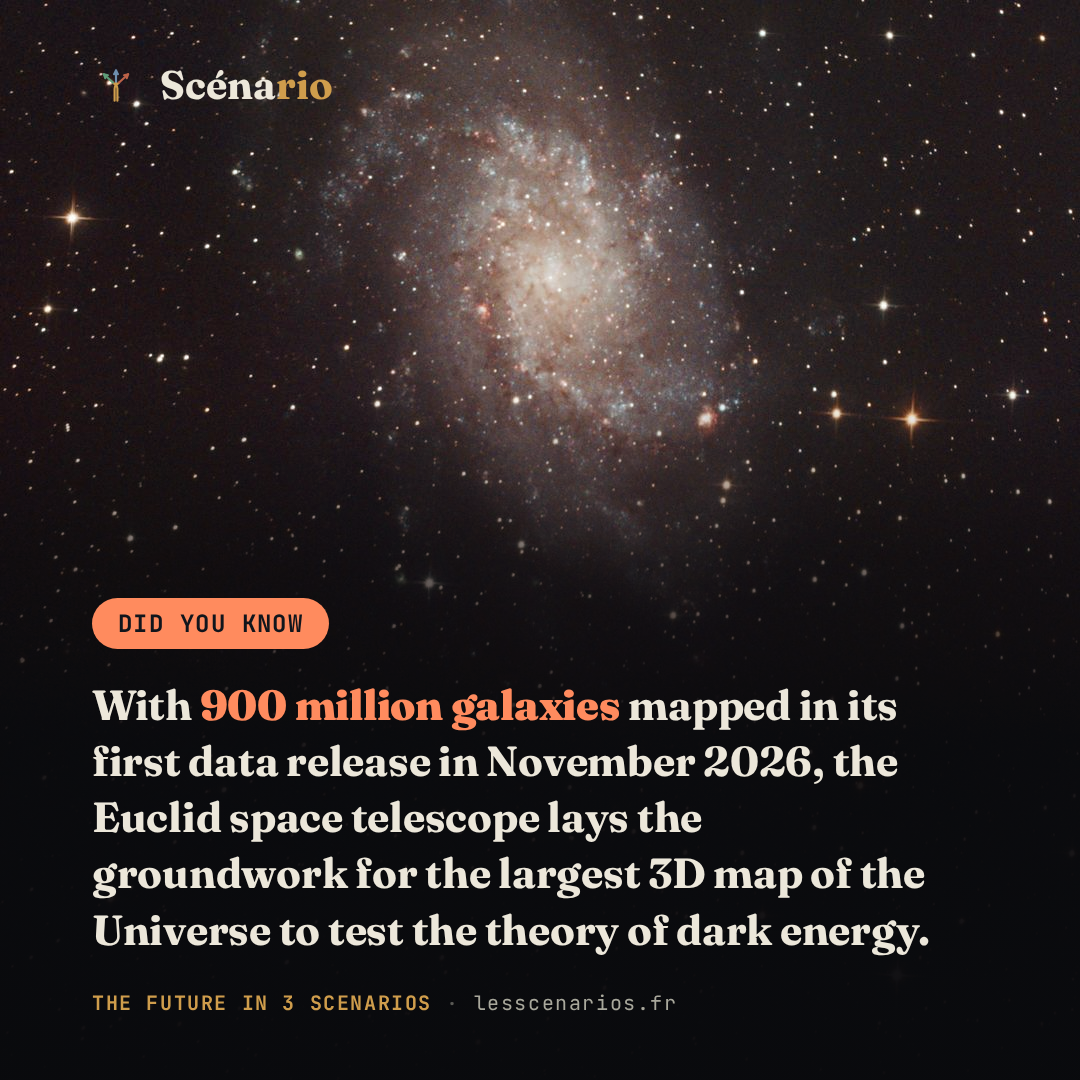 Scénario
DID YOU KNOW
With 900 million galaxies mapped in its
first data release in November 2026, the
Euclid space telescope lays the
groundwork for the largest 3D map of the
Universe to test the theory of dark energy.
THE FUTURE IN 3 SCENARIOS · lesscenarios.fr